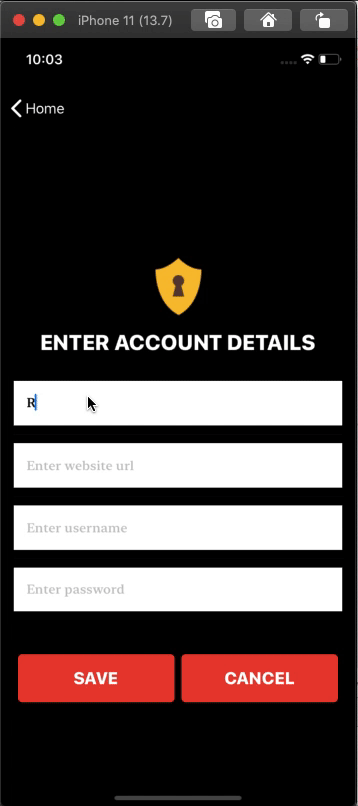 iPhone 11 (13.7)
10:03
Home
ENTER ACCOUNT DETAILS
R
Enter website url
Enter username
Enter password
SAVE CANCEL